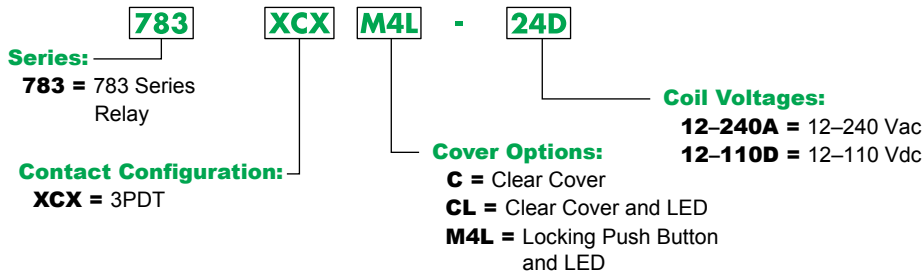 783 XCX M4L - 24D
Series:
783 = 783 Series
Relay
Contact Configuration:
XCX = 3PDT
Cover Options:
C = Clear Cover
CL = Clear Cover and LED
M4L = Locking Push Button
and LED
Coil Voltages:
12–240A = 12–240 Vac
12–110D = 12–110 Vdc